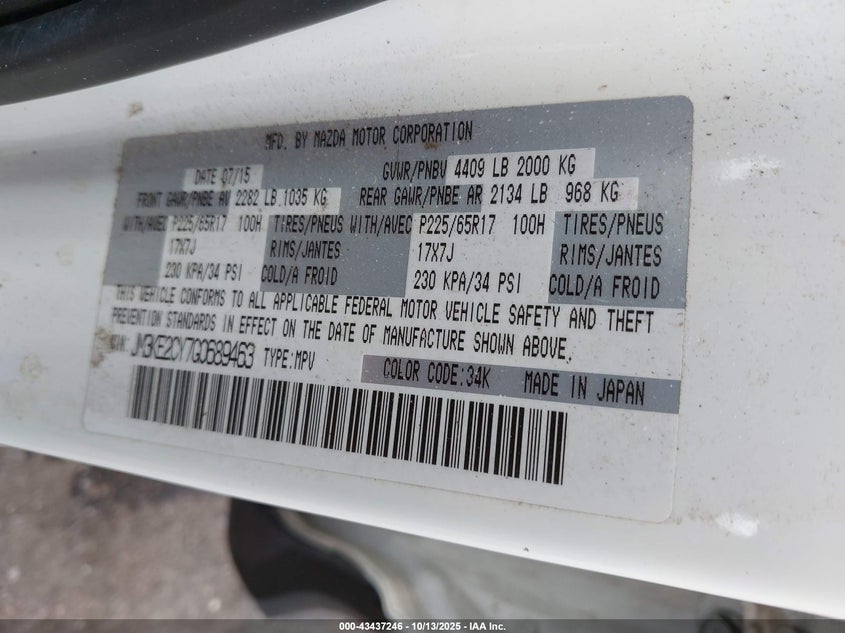 MFD. BY MAZDA MOTOR CORPORATION
DATE 07/15 GVWR/PNBV 4409 LB 2000 KG
FRONT GAWR/PNBE AV 2282 LB 1035 KG REAR GAWR/PNBE AR 2134 LB 968 KG
WITH/AVEC P225/65R17 100H TIRES/PNEUS WITH/AVEC P225/65R17 100H TIRES/PNEUS
17X7J RIMS/JANTES 17X7J RIMS/JANTES
230 KPA/34 PSI COLD/A FROID 230 KPA/34 PSI COLD/A FROID
THIS VEHICLE CONFORMS TO ALL APPLICABLE FEDERAL MOTOR VEHICLE SAFETY AND THEFT
PREVENTION STANDARDS IN EFFECT ON THE DATE OF MANUFACTURE SHOWN ABOVE.
VIN: JM3KE2CY7G0689463 TYPE:MPV
COLOR CODE:34K MADE IN JAPAN
000-43437246 - 10/13/2025 - IAA Inc.